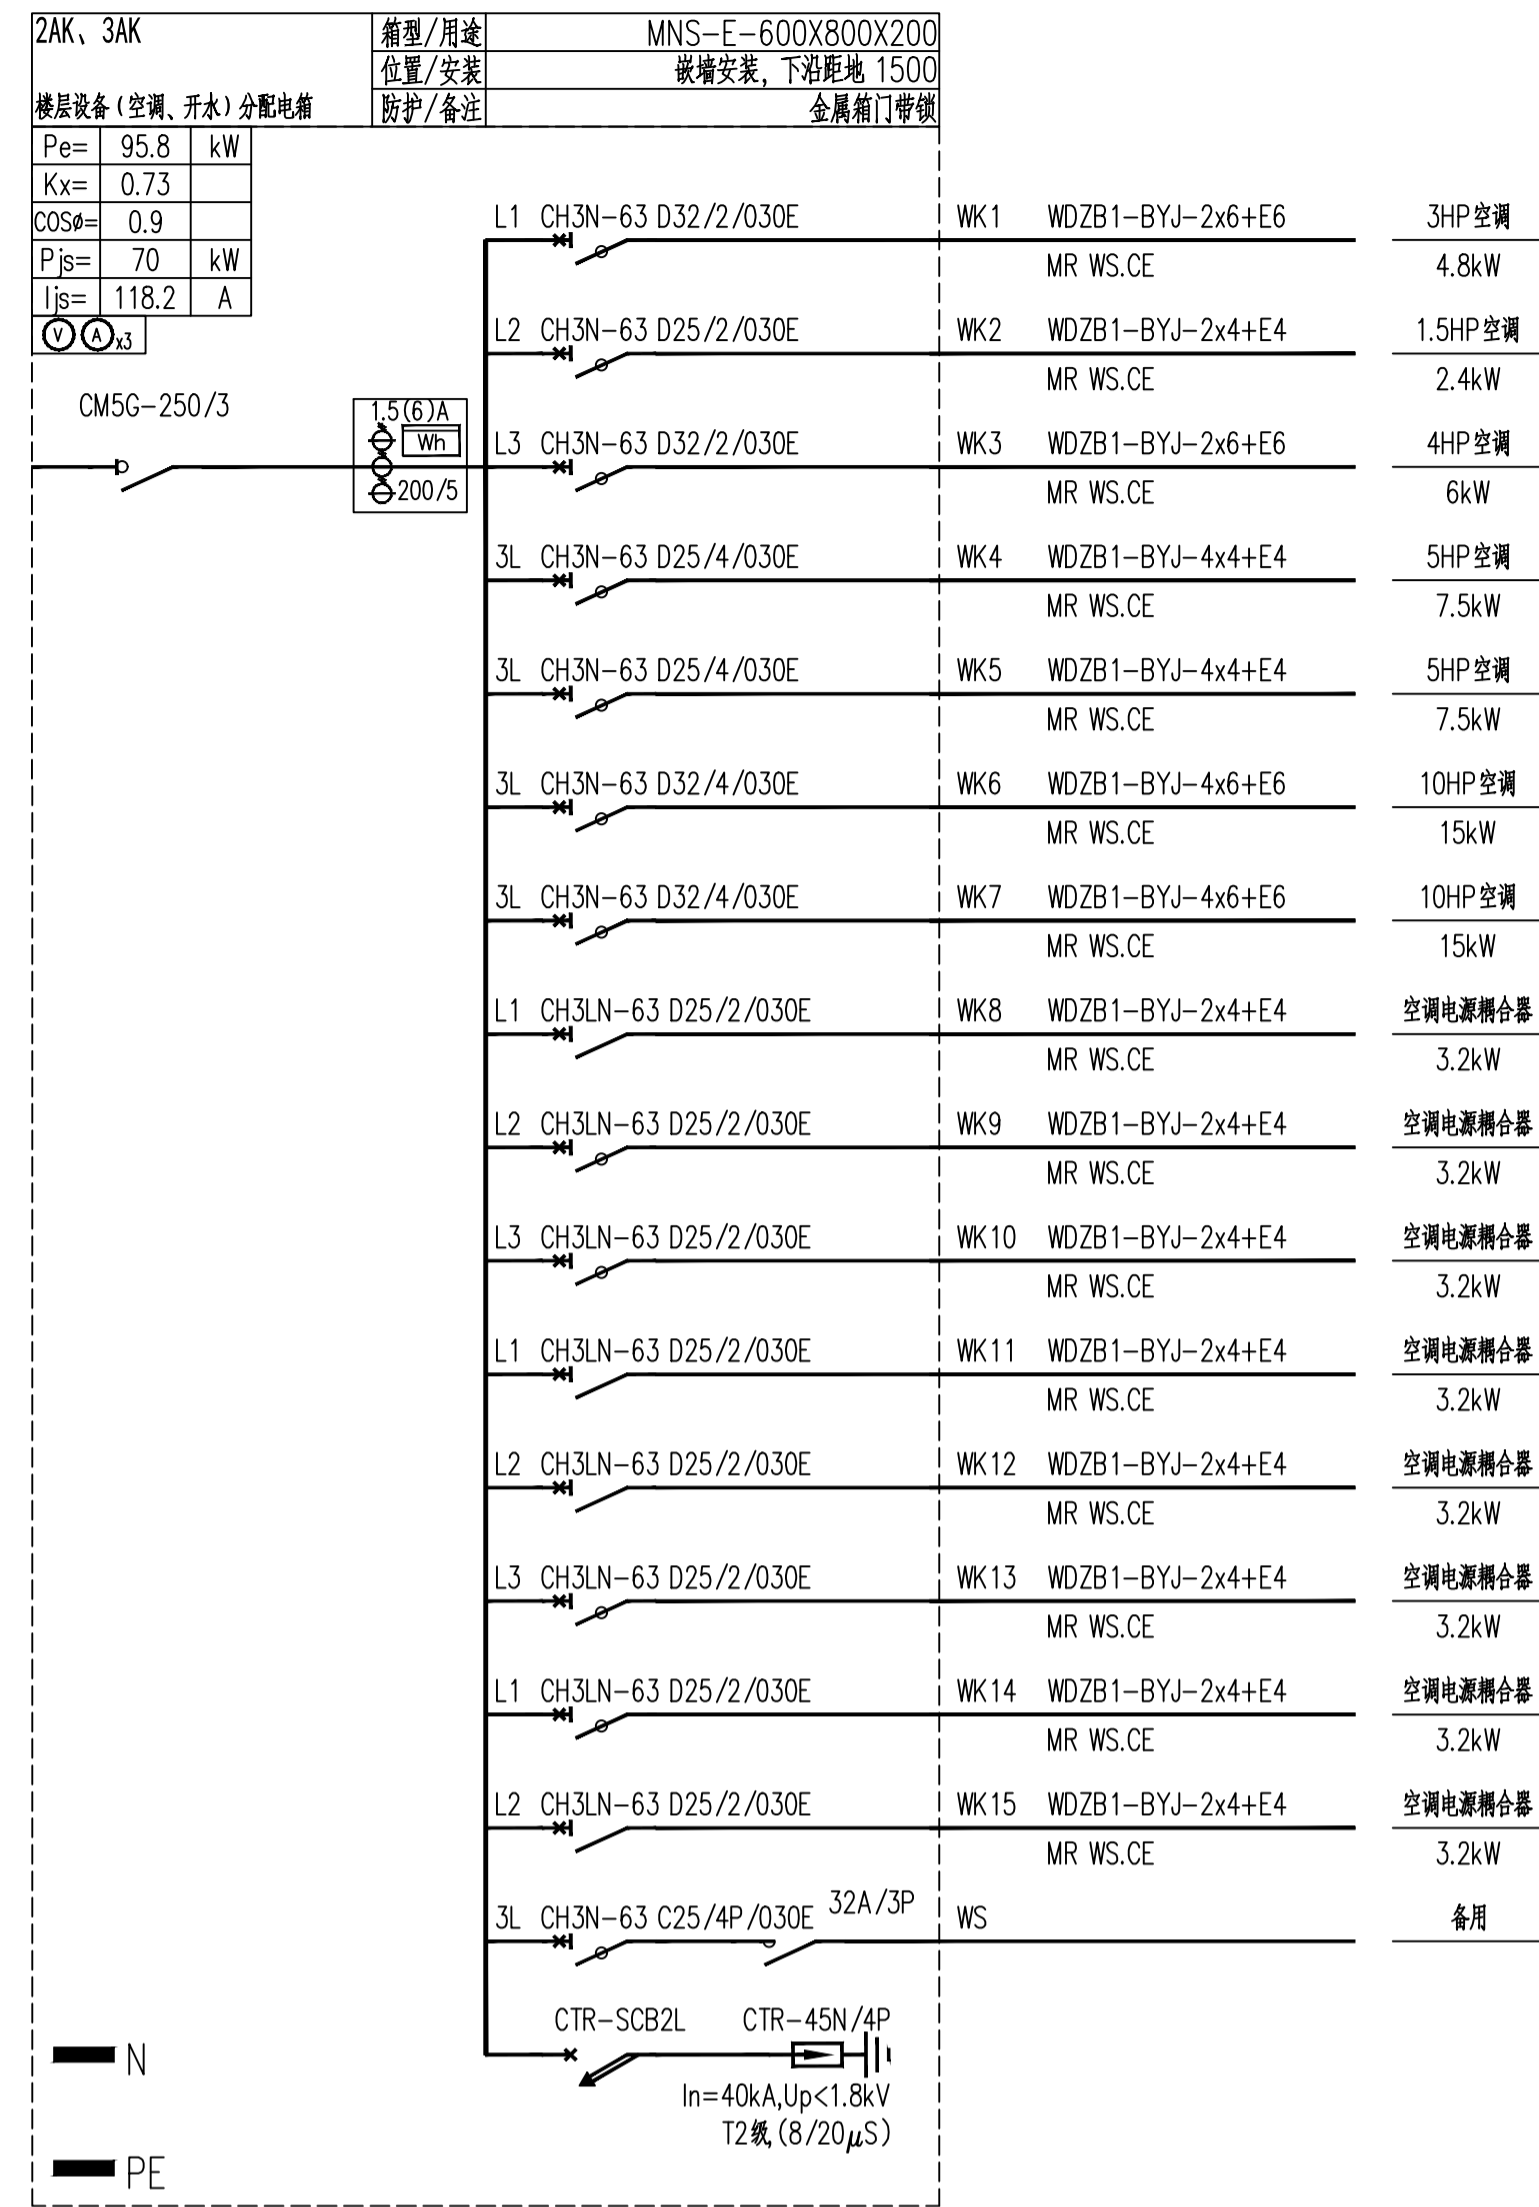 2AK、3AK
箱型/用途 MNS-E-600X800X200
位置/安装 嵌墙安装, 下沿距地 1500
楼层设备(空调、开水)分配电箱
防护/备注 金属箱门带锁
Pe= 95.8 kW
Kx= 0.73
COSø= 0.9
Pjs= 70 kW
Ijs= 118.2 A
V A x3
CM5G-250/3
1.5(6)A
Wh
200/5
L1 CH3N-63 D32/2/030E WK1 WDZB1-BYJ-2x6+E6 3HP空调
MR WS.CE 4.8kW
L2 CH3N-63 D25/2/030E WK2 WDZB1-BYJ-2x4+E4 1.5HP空调
MR WS.CE 2.4kW
L3 CH3N-63 D32/2/030E WK3 WDZB1-BYJ-2x6+E6 4HP空调
MR WS.CE 6kW
3L CH3N-63 D25/4/030E WK4 WDZB1-BYJ-4x4+E4 5HP空调
MR WS.CE 7.5kW
3L CH3N-63 D25/4/030E WK5 WDZB1-BYJ-4x4+E4 5HP空调
MR WS.CE 7.5kW
3L CH3N-63 D32/4/030E WK6 WDZB1-BYJ-4x6+E6 10HP空调
MR WS.CE 15kW
3L CH3N-63 D32/4/030E WK7 WDZB1-BYJ-4x6+E6 10HP空调
MR WS.CE 15kW
L1 CH3LN-63 D25/2/030E WK8 WDZB1-BYJ-2x4+E4 空调电源耦合器
MR WS.CE 3.2kW
L2 CH3LN-63 D25/2/030E WK9 WDZB1-BYJ-2x4+E4 空调电源耦合器
MR WS.CE 3.2kW
L3 CH3LN-63 D25/2/030E WK10 WDZB1-BYJ-2x4+E4 空调电源耦合器
MR WS.CE 3.2kW
L1 CH3LN-63 D25/2/030E WK11 WDZB1-BYJ-2x4+E4 空调电源耦合器
MR WS.CE 3.2kW
L2 CH3LN-63 D25/2/030E WK12 WDZB1-BYJ-2x4+E4 空调电源耦合器
MR WS.CE 3.2kW
L3 CH3LN-63 D25/2/030E WK13 WDZB1-BYJ-2x4+E4 空调电源耦合器
MR WS.CE 3.2kW
L1 CH3LN-63 D25/2/030E WK14 WDZB1-BYJ-2x4+E4 空调电源耦合器
MR WS.CE 3.2kW
L2 CH3LN-63 D25/2/030E WK15 WDZB1-BYJ-2x4+E4 空调电源耦合器
MR WS.CE 3.2kW
3L CH3N-63 C25/4P/030E 32A/3P WS 备用
CTR-SCB2L CTR-45N/4P
N
In=40kA,Up<1.8kV
T2级,(8/20μS)
PE